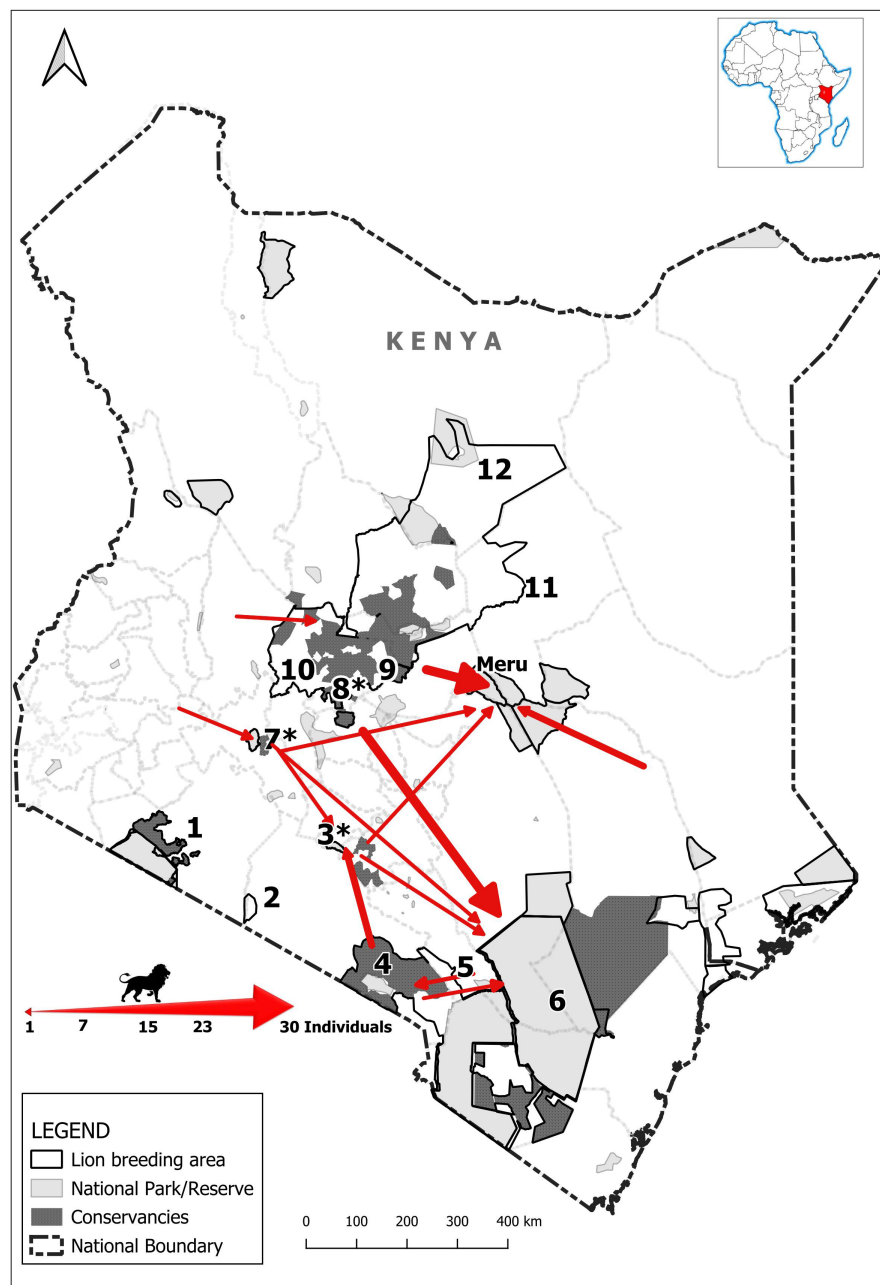 KENYA
12
11
Meru
10
9
8*
7*
3*
1
2
4
5
6
1 7 15 23 30 Individuals
LEGEND
Lion breeding area
National Park/Reserve
Conservancies
National Boundary
0 100 200 300 400 km